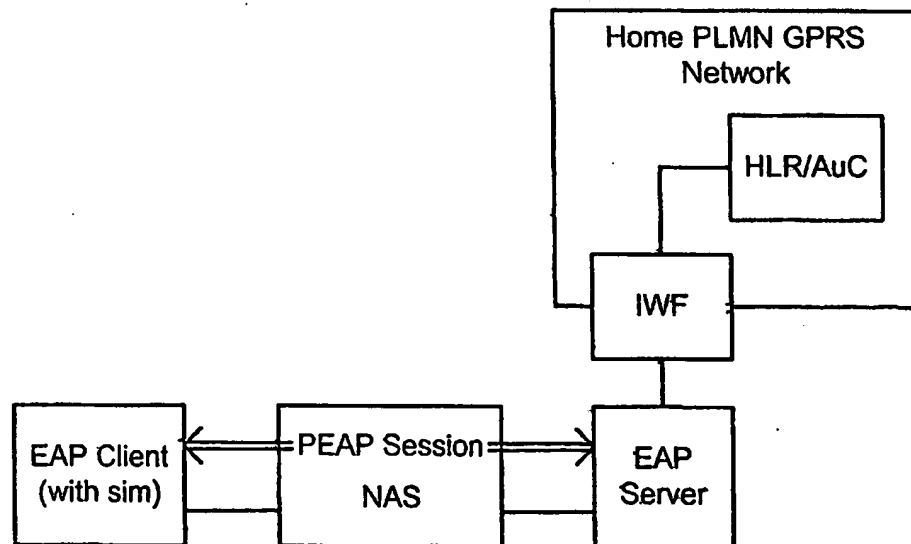 Home PLMN GPRS
Network
HLR/AuC
IWF
EAP Client
(with sim)
PEAP Session
NAS
EAP
Server